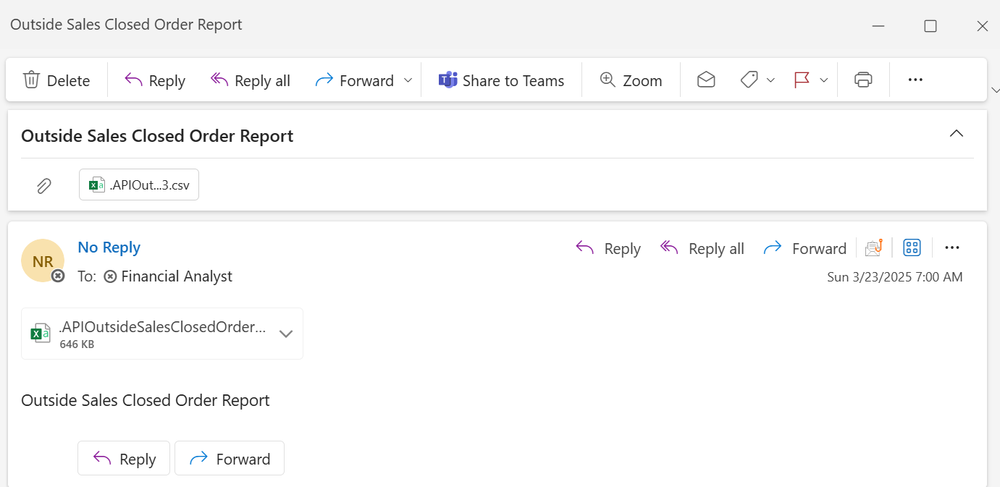 Outside Sales Closed Order Report
Delete Reply Reply all Forward Share to Teams Zoom
Outside Sales Closed Order Report
.APIOut...3.csv
NR
No Reply
Reply Reply all Forward
To: Financial Analyst
Sun 3/23/2025 7:00 AM
.APIOutsideSalesClosedOrder...
646 KB
Outside Sales Closed Order Report
Reply Forward